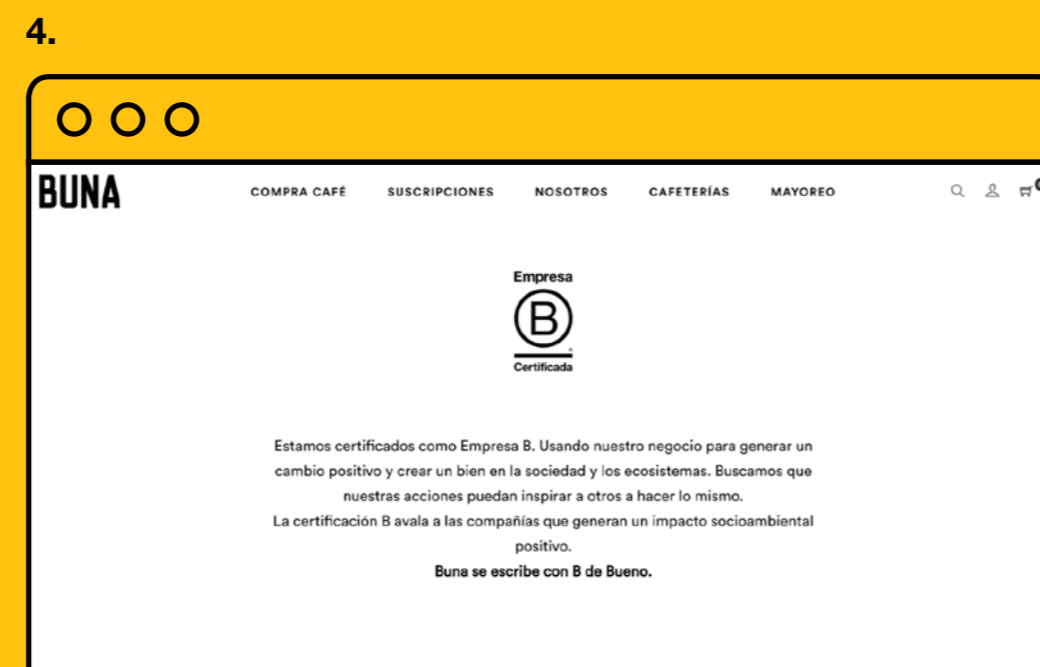 4.
BUNA
COMPRA CAFÉ SUSCRIPCIONES NOSOTROS CAFETERÍAS MAYOREO
Empresa
B
Certificada
Estamos certificados como Empresa B. Usando nuestro negocio para generar un
cambio positivo y crear un bien en la sociedad y los ecosistemas. Buscamos que
nuestras acciones puedan inspirar a otros a hacer lo mismo.
La certificación B avala a las compañías que generan un impacto socioambiental
positivo.
Buna se escribe con B de Bueno.